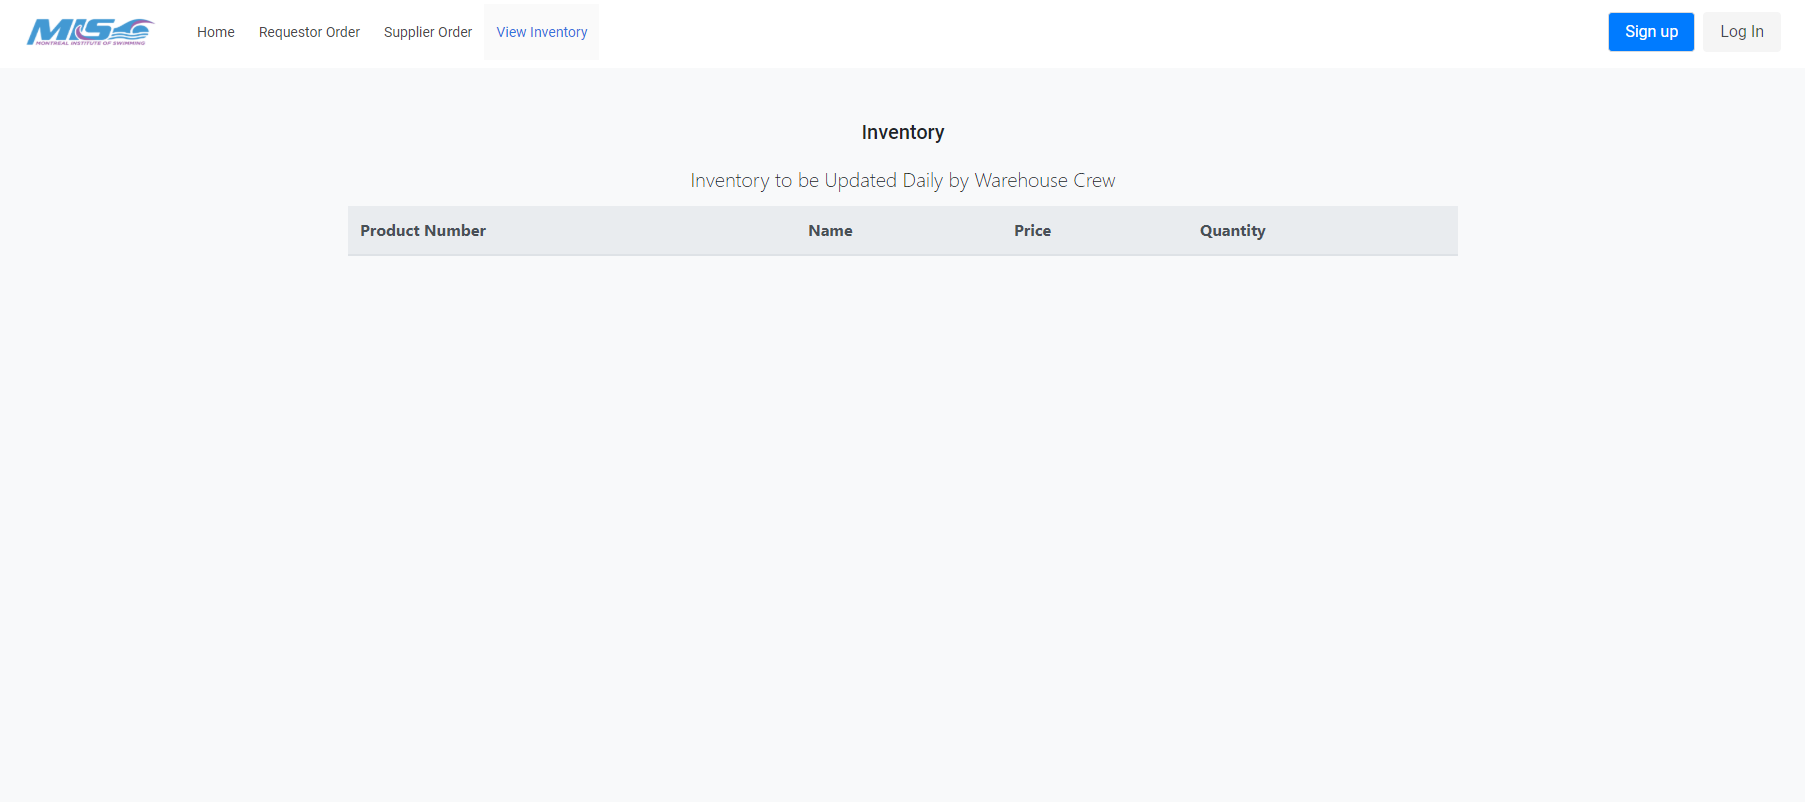 MIS
MONTREAL INSTITUTE OF SWIMMING
Home Requestor Order Supplier Order View Inventory Sign up Log In
Inventory
Inventory to be Updated Daily by Warehouse Crew
Product Number Name Price Quantity